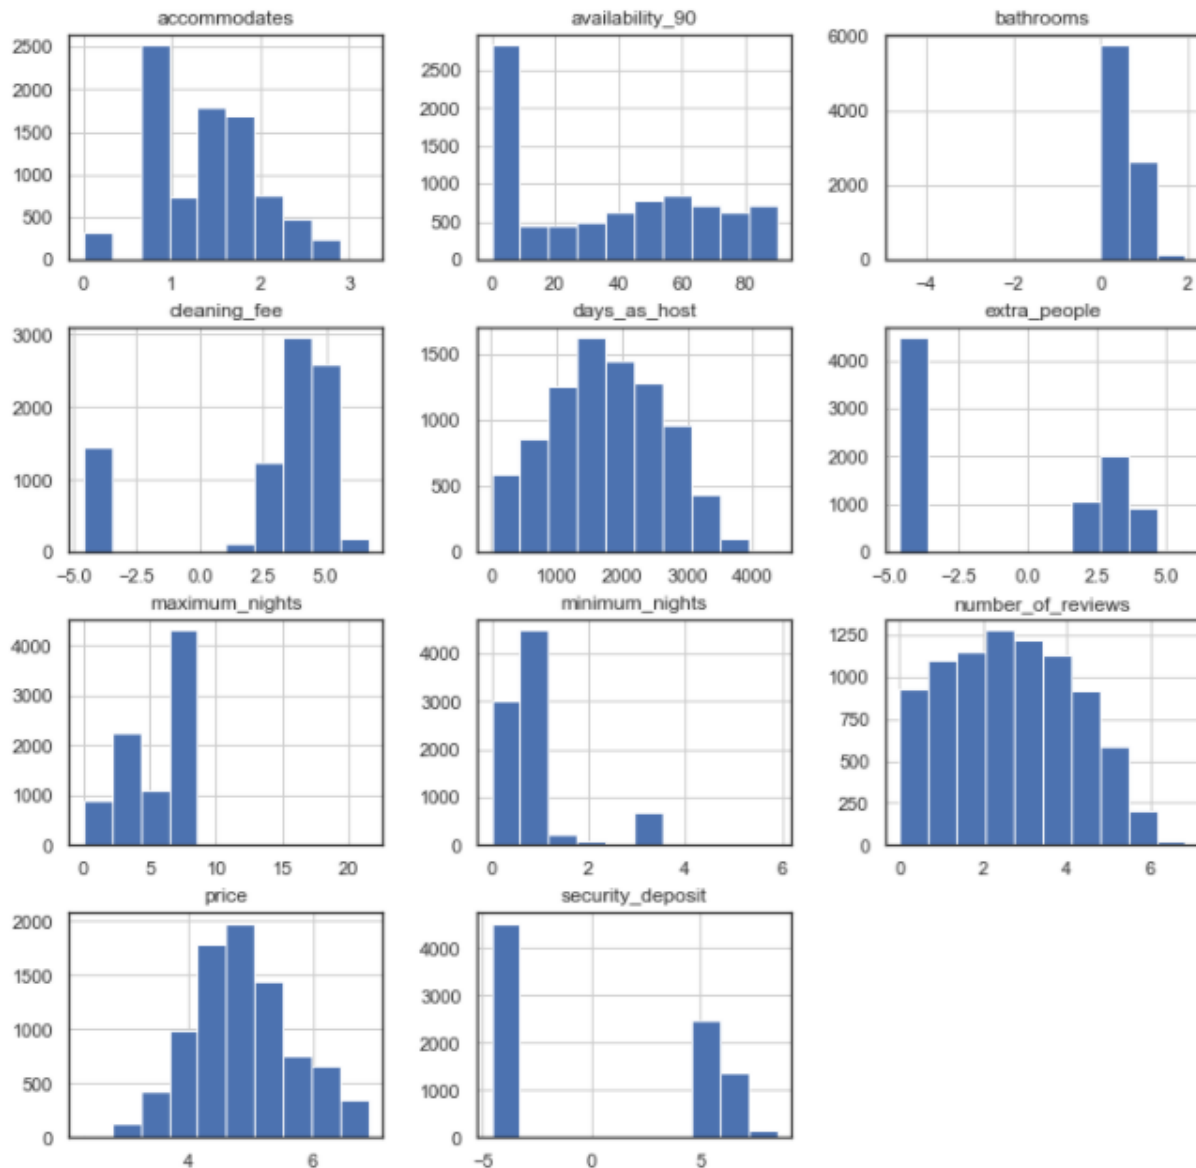 accommodates
2500
2000
1500
1000
500
0
0 1 2 3
availability_90
2500
2000
1500
1000
500
0
0 20 40 60 80
bathrooms
6000
4000
2000
0
−4 −2 0 2
cleaning_fee
3000
2000
1000
0
−5.0 −2.5 0.0 2.5 5.0
days_as_host
1500
1000
500
0
0 1000 2000 3000 4000
extra_people
4000
3000
2000
1000
0
−5.0 −2.5 0.0 2.5 5.0
maximum_nights
4000
3000
2000
1000
0
0 5 10 15 20
minimum_nights
4000
3000
2000
1000
0
0 2 4 6
number_of_reviews
1250
1000
750
500
250
0
0 2 4 6
price
2000
1500
1000
500
0
4 6
security_deposit
4000
3000
2000
1000
0
−5 0 5